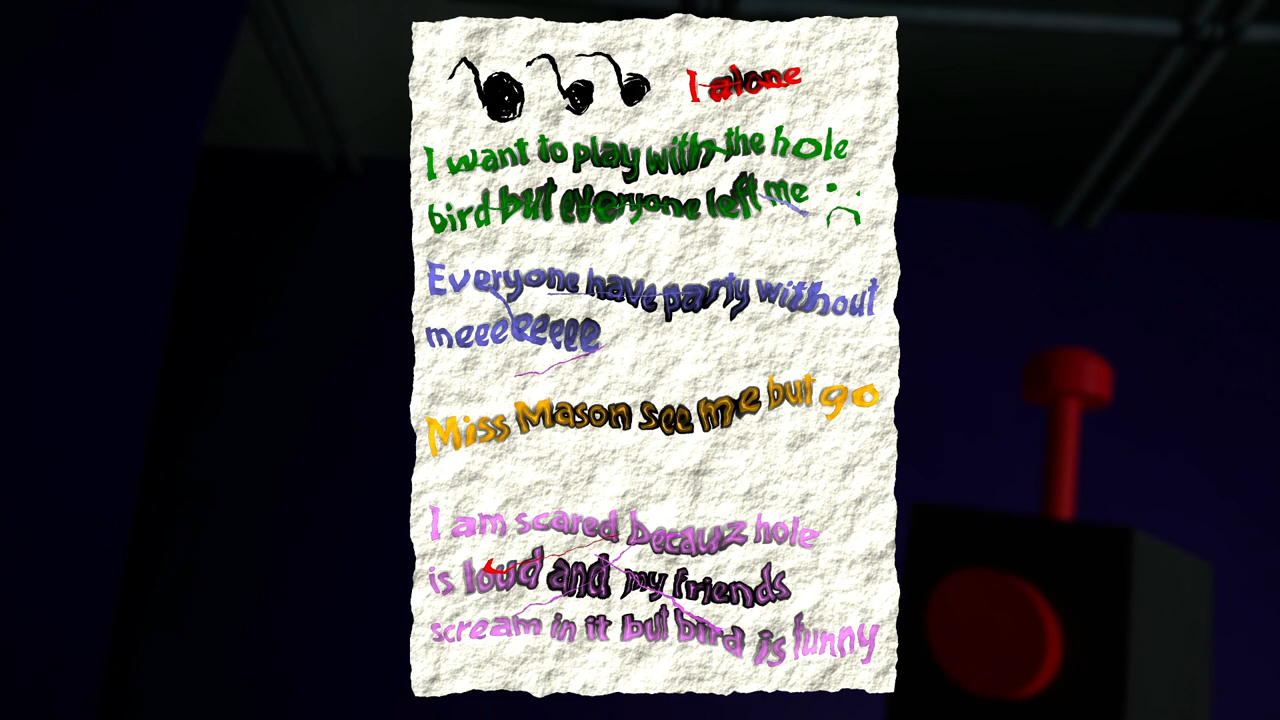 I alone
I want to play with the hole
bird but everyone left me :(
Everyone have party without
meeeeeeee
Miss Mason see me but go
I am scared becauz hole
is loud and my friends
scream in it but bird is funny